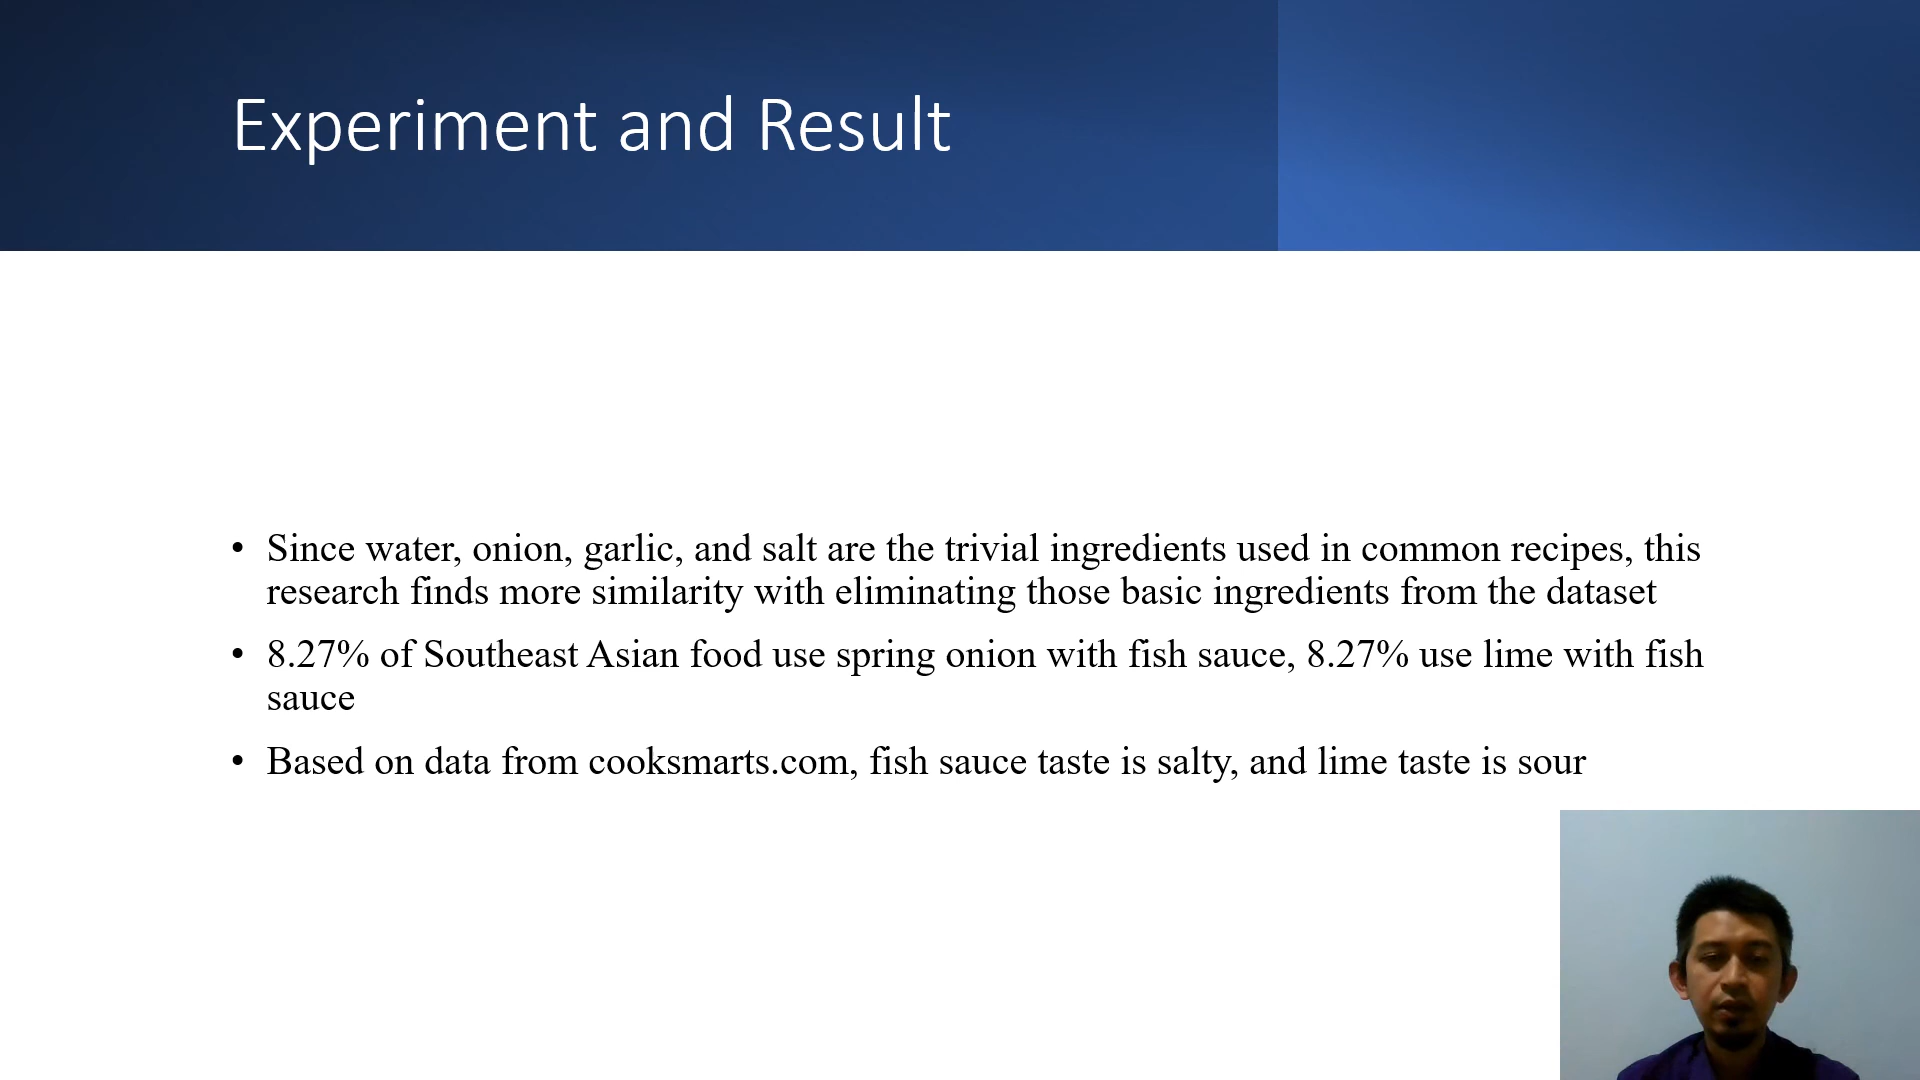 Experiment and Result
• Since water, onion, garlic, and salt are the trivial ingredients used in common recipes, this
research finds more similarity with eliminating those basic ingredients from the dataset
• 8.27% of Southeast Asian food use spring onion with fish sauce, 8.27% use lime with fish
sauce
• Based on data from cooksmarts.com, fish sauce taste is salty, and lime taste is sour